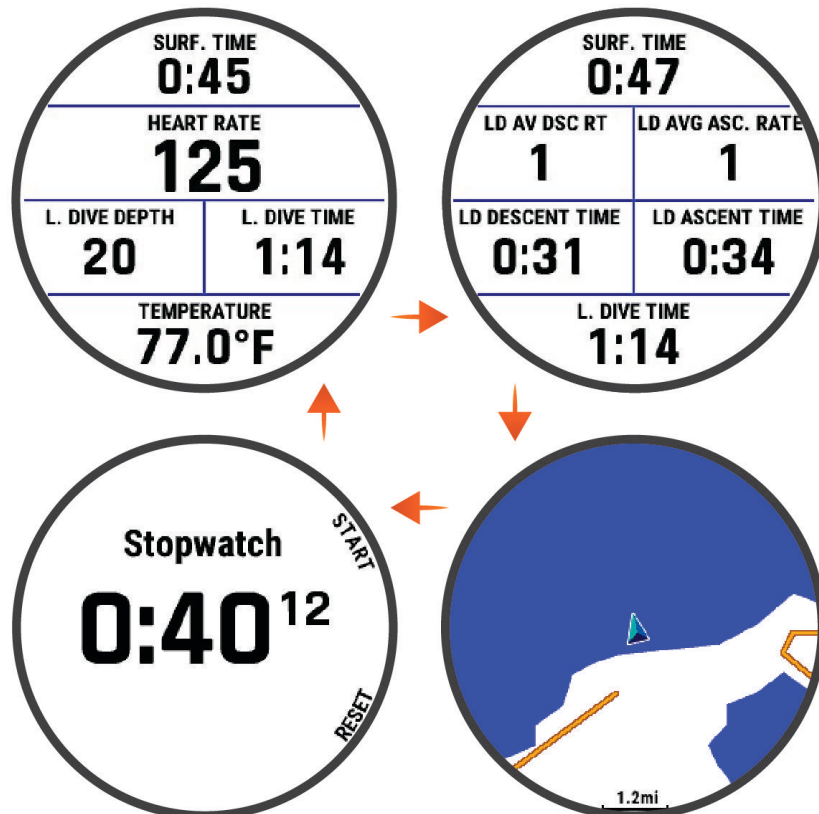 SURF. TIME
0:45
HEART RATE
125
L. DIVE DEPTH
L. DIVE TIME
20
1:14
TEMPERATURE
77.0°F
SURF. TIME
0:47
LD AV DSC RT
LD AVG ASC. RATE
1
1
LD DESCENT TIME
LD ASCENT TIME
0:31
0:34
L. DIVE TIME
1:14
Stopwatch
START
0:40 12
RESET
1.2mi